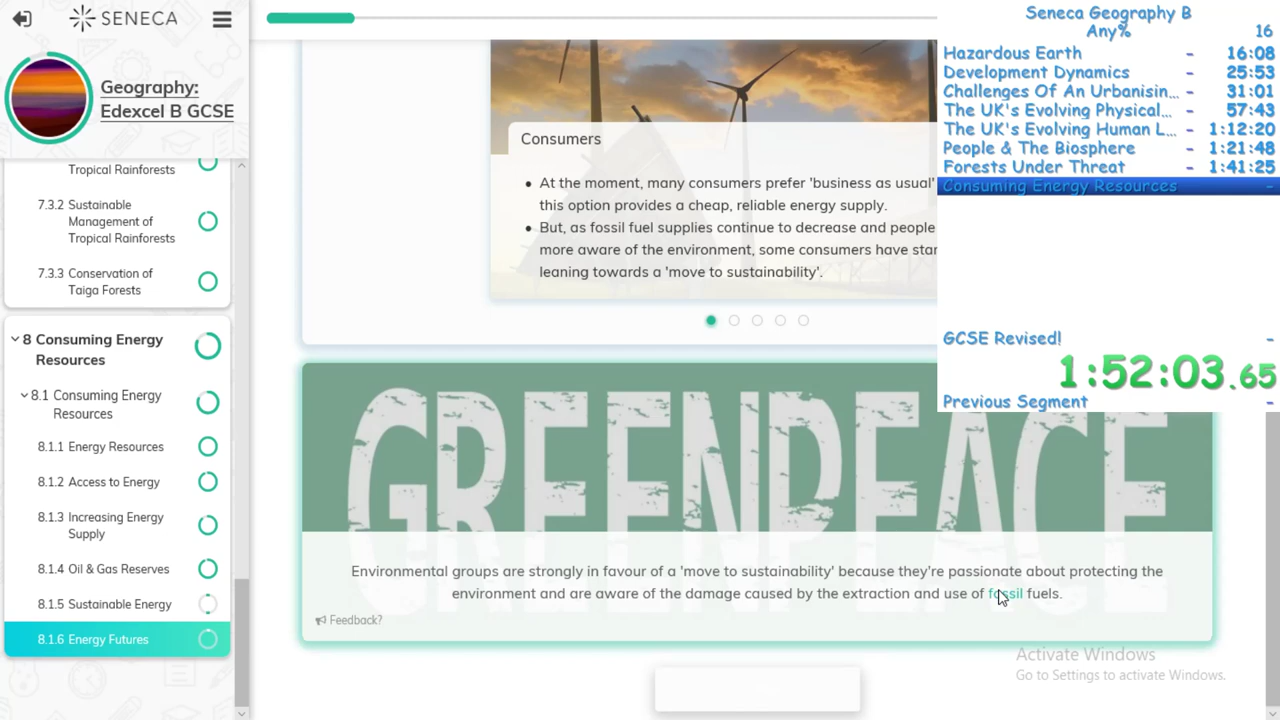 SENECA
Geography:
Edexcel B GCSE
Tropical Rainforests
7.3.2 Sustainable
Management of
Tropical Rainforests
7.3.3 Conservation of
Taiga Forests
8 Consuming Energy
Resources
8.1 Consuming Energy
Resources
8.1.1 Energy Resources
8.1.2 Access to Energy
8.1.3 Increasing Energy
Supply
8.1.4 Oil & Gas Reserves
8.1.5 Sustainable Energy
8.1.6 Energy Futures
Consumers
• At the moment, many consumers prefer 'business as usual'
this option provides a cheap, reliable energy supply.
• But, as fossil fuel supplies continue to decrease and people
more aware of the environment, some consumers have star
leaning towards a 'move to sustainability'.
GREENPEACE
Environmental groups are strongly in favour of a 'move to sustainability' because they're passionate about protecting the
environment and are aware of the damage caused by the extraction and use of fossil fuels.
Feedback?
Activate Windows
Go to Settings to activate Windows.
Seneca Geography B
Any% 16
Hazardous Earth - 16:08
Development Dynamics - 25:53
Challenges Of An Urbanisin... - 31:01
The UK's Evolving Physical... - 57:43
The UK's Evolving Human L... - 1:12:20
People & The Biosphere - 1:21:48
Forests Under Threat - 1:41:25
Consuming Energy Resources -
GCSE Revised! -
1:52:03.65
Previous Segment -